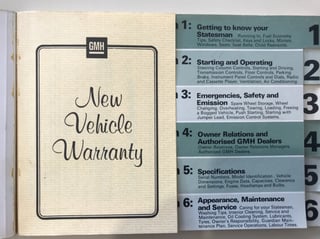 GMH
New
Vehicle
Warranty
1: Getting to know your
Statesman Running In, Fuel Economy
Tips, Safety Checklist, Keys and Locks, Mirrors
Windows, Seats, Seat Belts, Child Restraints.
1
2: Starting and Operating
Steering Column Controls, Starting and Driving,
Transmission Controls, Floor Controls, Parking
Brake, Instrument Panel Controls and Dials, Radio
and Cassette Player, Ventilation, Air Conditioning.
2
3: Emergencies, Safety and
Emission Spare Wheel Storage, Wheel
Changing, Overheating, Towing, Loading, Freeing
a Bogged Vehicle, Push Starting, Starting with
Jumper Lead, Emission Control Systems.
3
4: Owner Relations and
Authorised GMH Dealers
Owner Relations, Owner Relations Managers,
Authorised GMH Dealers.
4
5: Specifications
Serial Numbers, Model Identification, Vehicle
Dimensions, Engine Data, Capacities, Clearance
and Settings, Fuses, Headlamps and Bulbs.
5
6: Appearance, Maintenance
and Service Caring for your Statesman,
Washing Tips, Interior Cleaning, Service and
Maintenance, Oil Cooling System, Lubricants,
Tyres, Owner's Responsibility, Guardian Main-
tenance Plan, Service Operations, Labour Times.
6